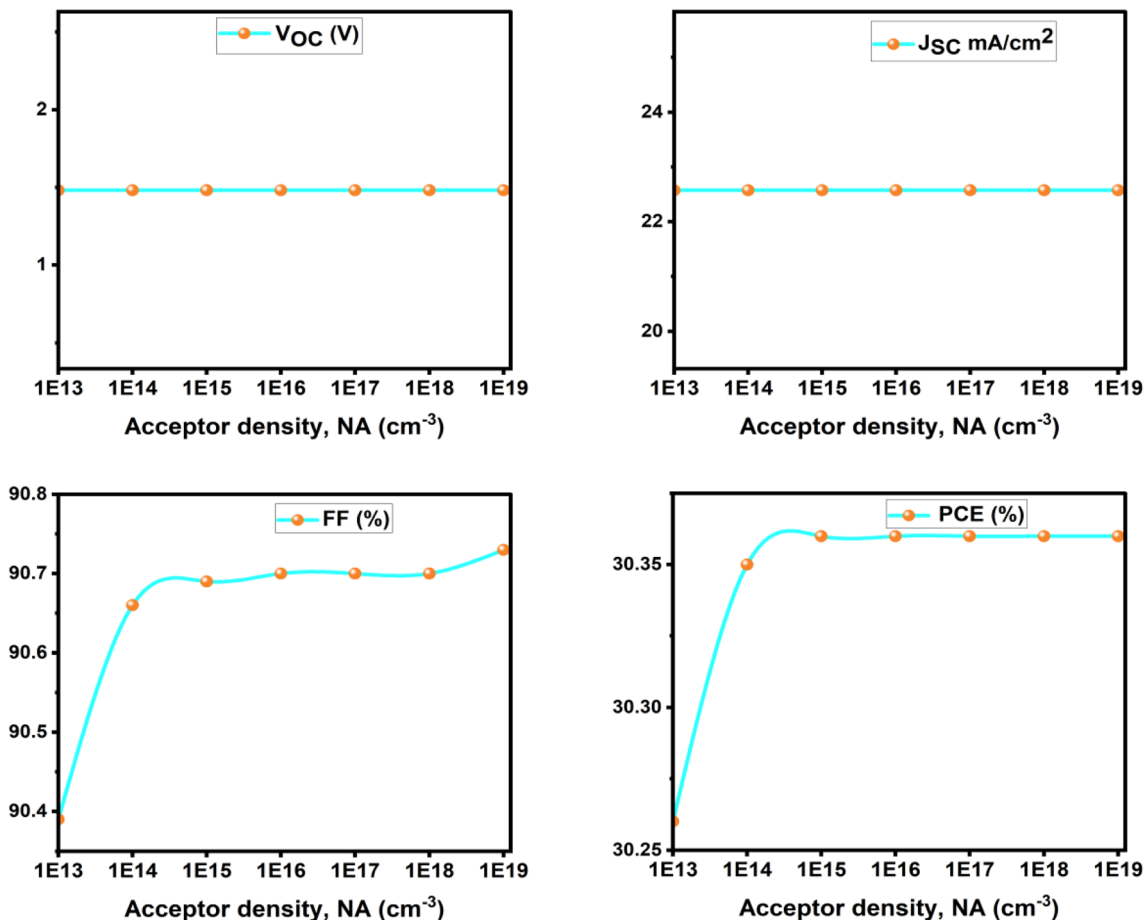 V_OC (V)
2
1
1E13 1E14 1E15 1E16 1E17 1E18 1E19
Acceptor density, NA (cm⁻³)
J_SC mA/cm²
24
22
20
1E13 1E14 1E15 1E16 1E17 1E18 1E19
Acceptor density, NA (cm⁻³)
FF (%)
90.8
90.7
90.6
90.5
90.4
1E13 1E14 1E15 1E16 1E17 1E18 1E19
Acceptor density, NA (cm⁻³)
PCE (%)
30.35
30.30
30.25
1E13 1E14 1E15 1E16 1E17 1E18 1E19
Acceptor density, NA (cm⁻³)